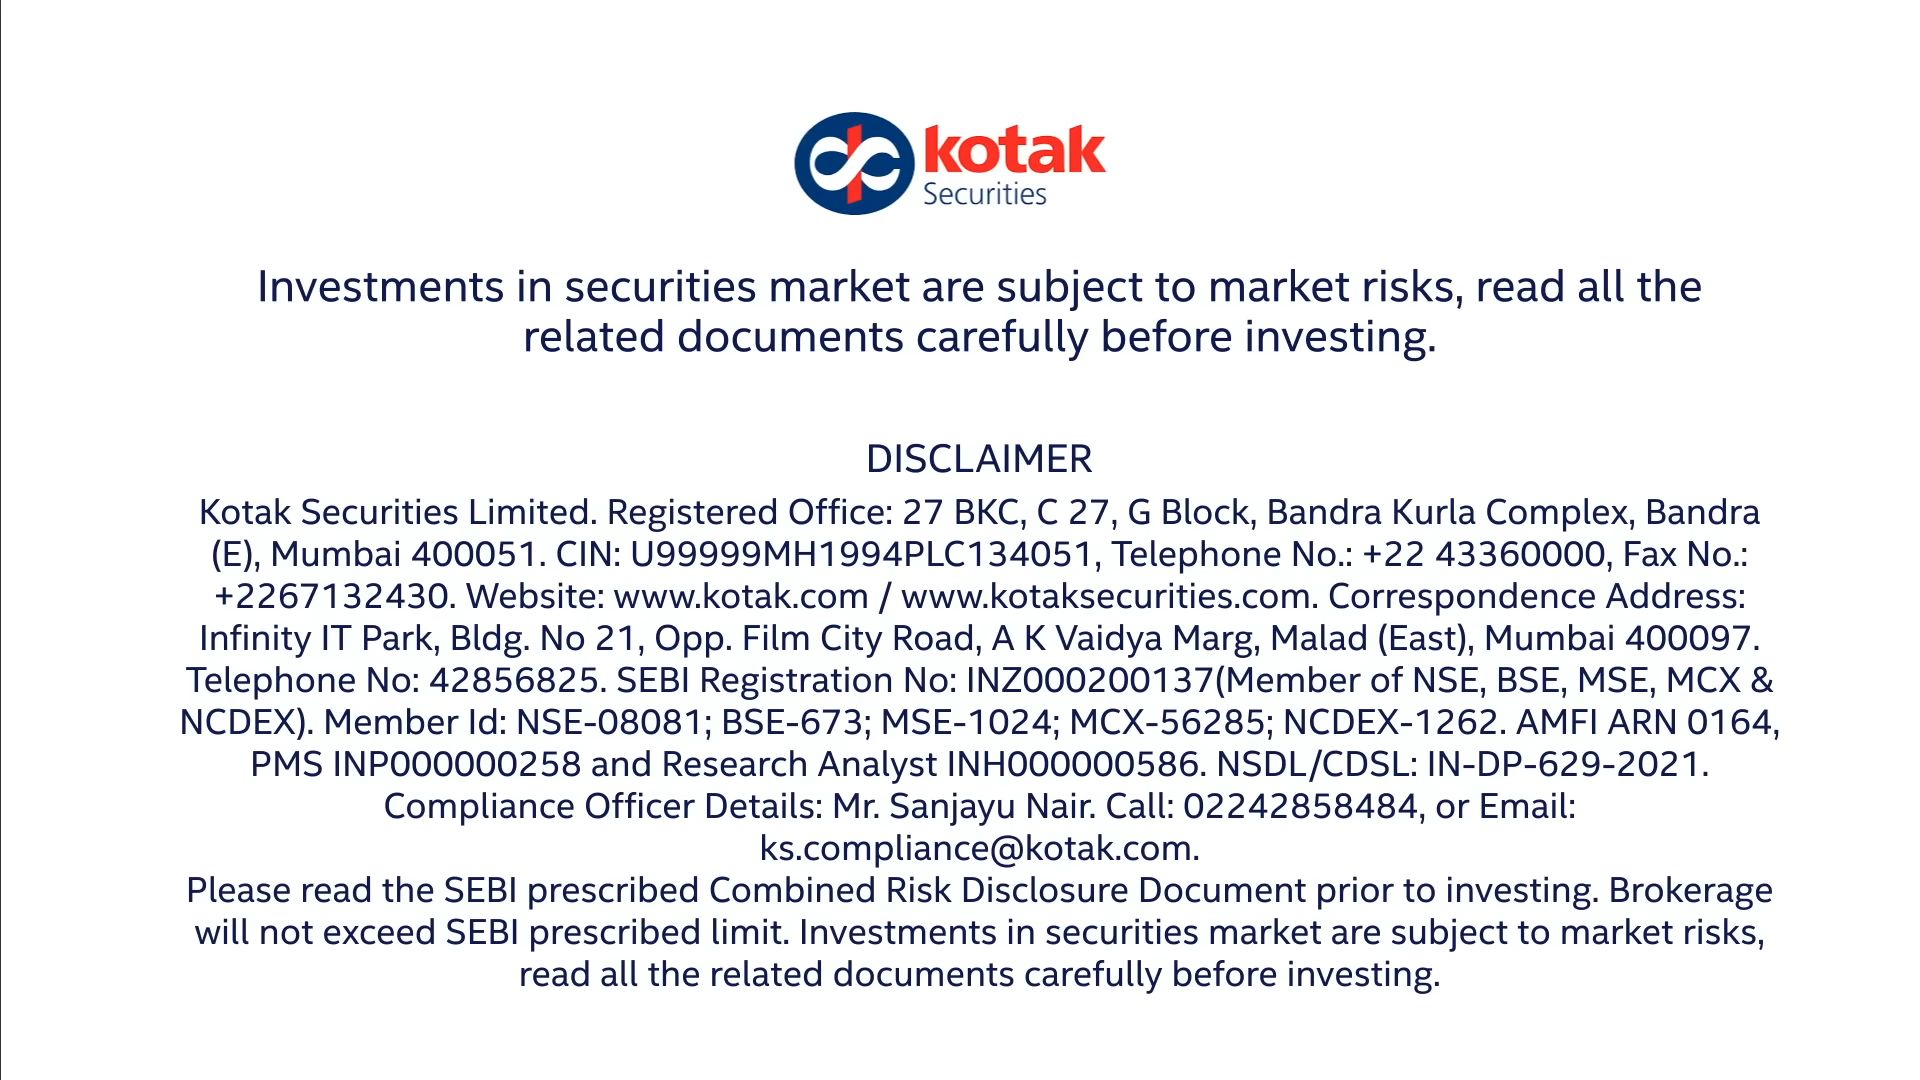 kotak
Securities
Investments in securities market are subject to market risks, read all the
related documents carefully before investing.
DISCLAIMER
Kotak Securities Limited. Registered Office: 27 BKC, C 27, G Block, Bandra Kurla Complex, Bandra
(E), Mumbai 400051. CIN: U99999MH1994PLC134051, Telephone No.: +22 43360000, Fax No.:
+2267132430. Website: www.kotak.com / www.kotaksecurities.com. Correspondence Address:
Infinity IT Park, Bldg. No 21, Opp. Film City Road, A K Vaidya Marg, Malad (East), Mumbai 400097.
Telephone No: 42856825. SEBI Registration No: INZ000200137(Member of NSE, BSE, MSE, MCX &
NCDEX). Member Id: NSE-08081; BSE-673; MSE-1024; MCX-56285; NCDEX-1262. AMFI ARN 0164,
PMS INP000000258 and Research Analyst INH000000586. NSDL/CDSL: IN-DP-629-2021.
Compliance Officer Details: Mr. Sanjayu Nair. Call: 02242858484, or Email:
ks.compliance@kotak.com.
Please read the SEBI prescribed Combined Risk Disclosure Document prior to investing. Brokerage
will not exceed SEBI prescribed limit. Investments in securities market are subject to market risks,
read all the related documents carefully before investing.